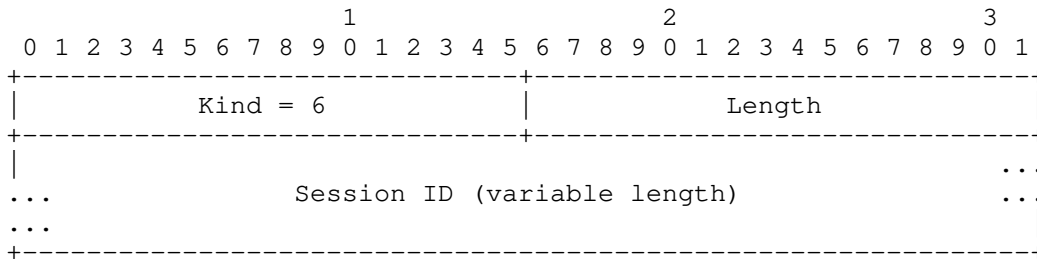 1                   2                   3
 0 1 2 3 4 5 6 7 8 9 0 1 2 3 4 5 6 7 8 9 0 1 2 3 4 5 6 7 8 9 0 1
+-------------------------------+-------------------------------
|           Kind = 6            |            Length
+-------------------------------+-------------------------------
|                                                            ...
...               Session ID (variable length)               ...
...
+---------------------------------------------------------------